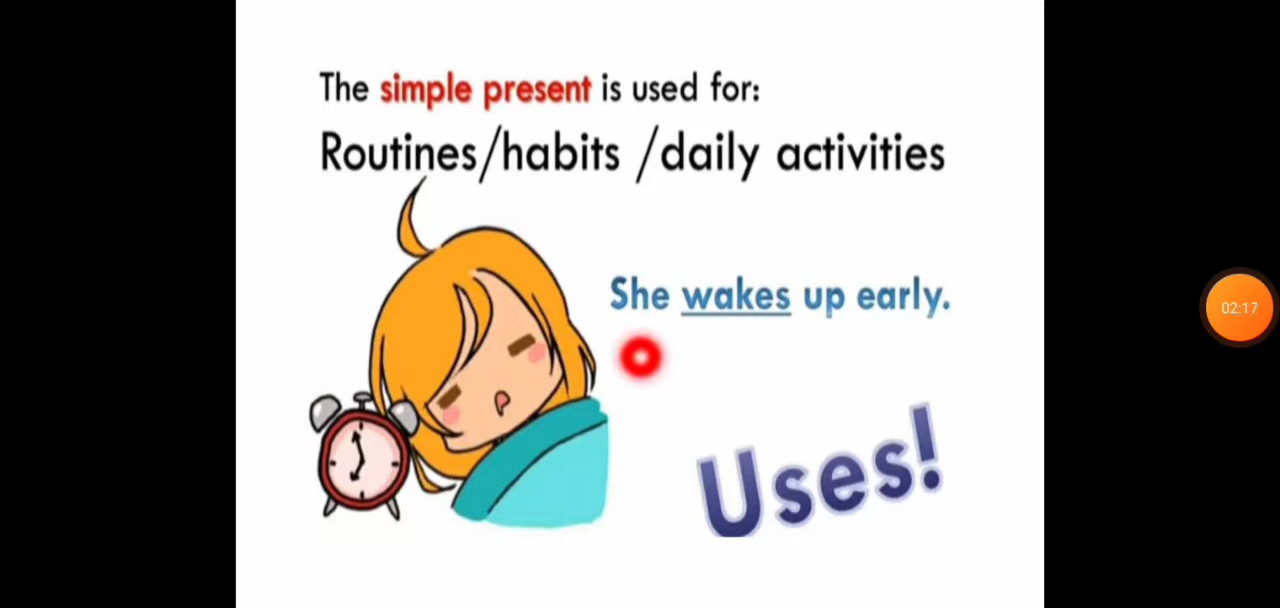 The simple present is used for:
Routines/habits /daily activities
She wakes up early.
Uses!
02:17